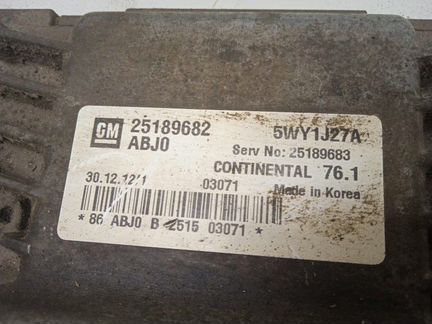 GM 25189682 5WY1J27A
ABJ0 Serv No: 25189683
CONTINENTAL 76.1
30.12.12/1 03071 Made in Korea
* 86 ABJ0 B 2515 03071 *